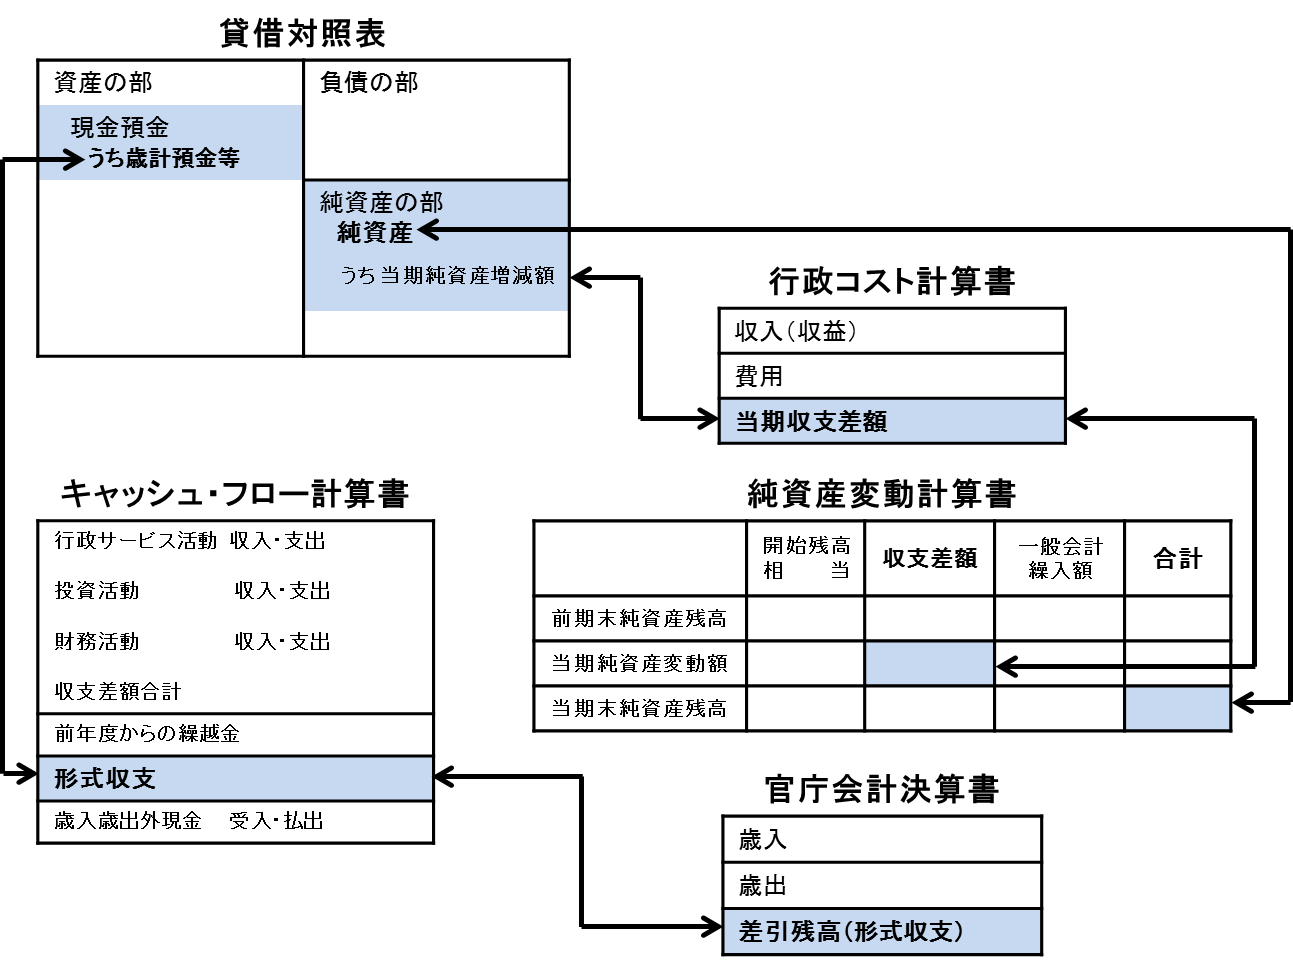 貸借対照表
資産の部
負債の部
現金預金
うち歳計預金等
純資産の部
純資産
うち当期純資産増減額
行政コスト計算書
収入(収益)
費用
当期収支差額
キャッシュ・フロー計算書
行政サービス活動 収入・支出
投資活動 収入・支出
財務活動 収入・支出
収支差額合計
前年度からの繰越金
形式収支
歳入歳出外現金 受入・払出
純資産変動計算書
開始残高
相 当
収支差額
一般会計
繰入額
合計
前期末純資産残高
当期純資産変動額
当期末純資産残高
官庁会計決算書
歳入
歳出
差引残高(形式収支)